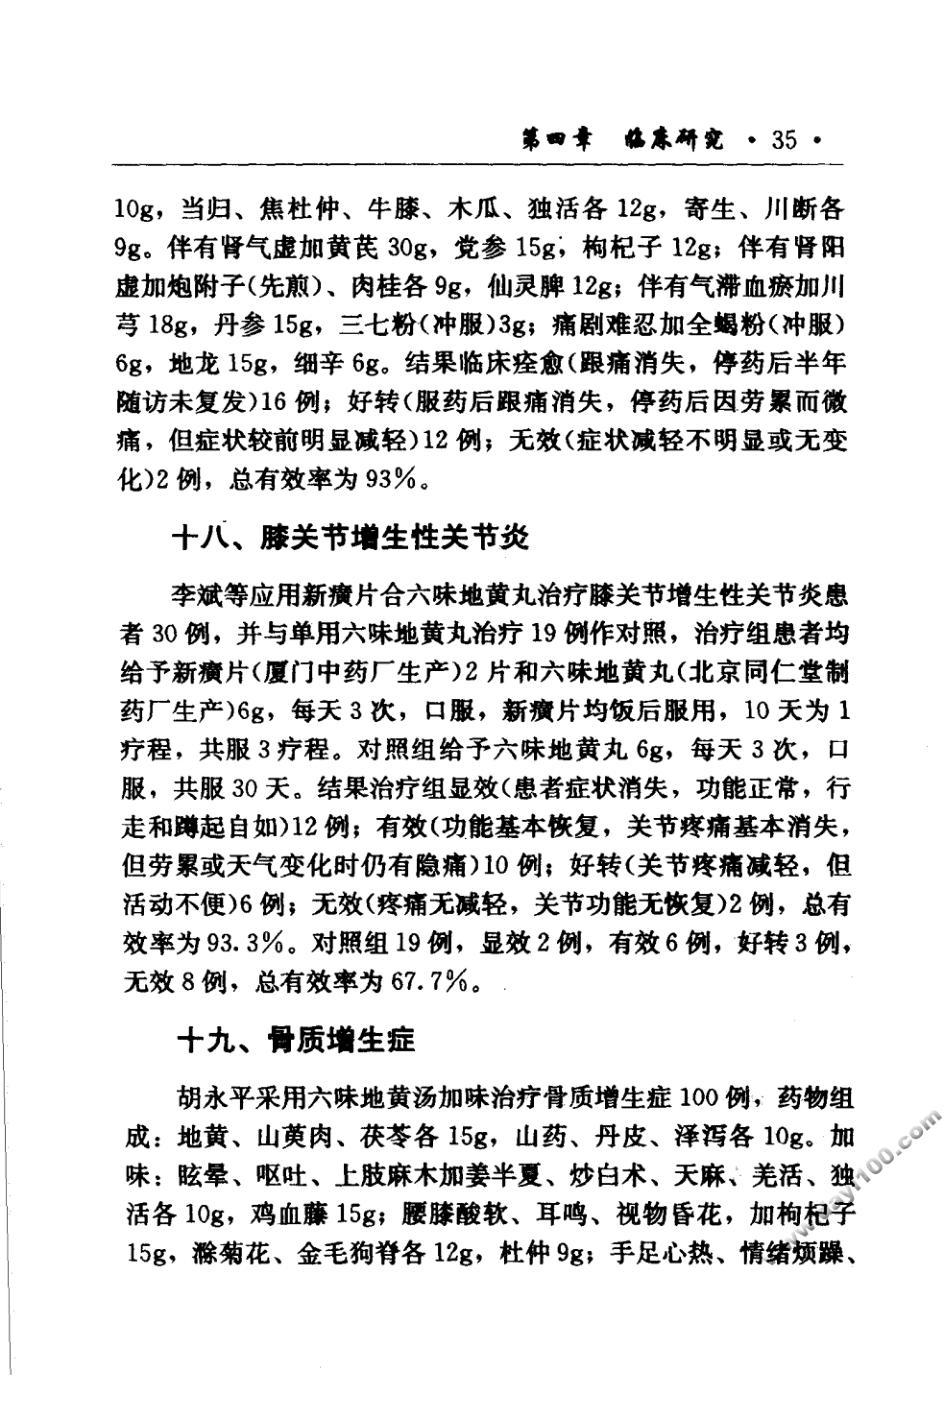 第四章 临床研究 · 35 ·
10g，当归、焦杜仲、牛膝、木瓜、独活各 12g，寄生、川断各
9g。伴有肾气虚加黄芪 30g，党参 15g，枸杞子 12g；伴有肾阳
虚加炮附子(先煎)、肉桂各 9g，仙灵脾 12g；伴有气滞血瘀加川
芎 18g，丹参 15g，三七粉(冲服)3g；痛剧难忍加全蝎粉(冲服)
6g，地龙 15g，细辛 6g。结果临床痊愈(跟痛消失，停药后半年
随访未复发)16 例；好转(服药后跟痛消失，停药后因劳累而微
痛，但症状较前明显减轻)12 例；无效(症状减轻不明显或无变
化)2 例，总有效率为 93%。
十八、膝关节增生性关节炎
李斌等应用新癀片合六味地黄丸治疗膝关节增生性关节炎患
者 30 例，并与单用六味地黄丸治疗 19 例作对照，治疗组患者均
给予新癀片(厦门中药厂生产)2 片和六味地黄丸(北京同仁堂制
药厂生产)6g，每天 3 次，口服，新癀片均饭后服用，10 天为 1
疗程，共服 3 疗程。对照组给予六味地黄丸 6g，每天 3 次，口
服，共服 30 天。结果治疗组显效(患者症状消失，功能正常，行
走和蹲起自如)12 例；有效(功能基本恢复，关节疼痛基本消失，
但劳累或天气变化时仍有隐痛)10 例；好转(关节疼痛减轻，但
活动不便)6 例；无效(疼痛无减轻，关节功能无恢复)2 例，总有
效率为 93.3%。对照组 19 例，显效 2 例，有效 6 例，好转 3 例，
无效 8 例，总有效率为 67.7%。
十九、骨质增生症
胡永平采用六味地黄汤加味治疗骨质增生症 100 例，药物组
成：地黄、山萸肉、茯苓各 15g，山药、丹皮、泽泻各 10g。加
味：眩晕、呕吐、上肢麻木加姜半夏、炒白术、天麻、羌活、独
活各 10g，鸡血藤 15g；腰膝酸软、耳鸣、视物昏花，加枸杞子
15g，滁菊花、金毛狗脊各 12g，杜仲 9g；手足心热、情绪烦躁、